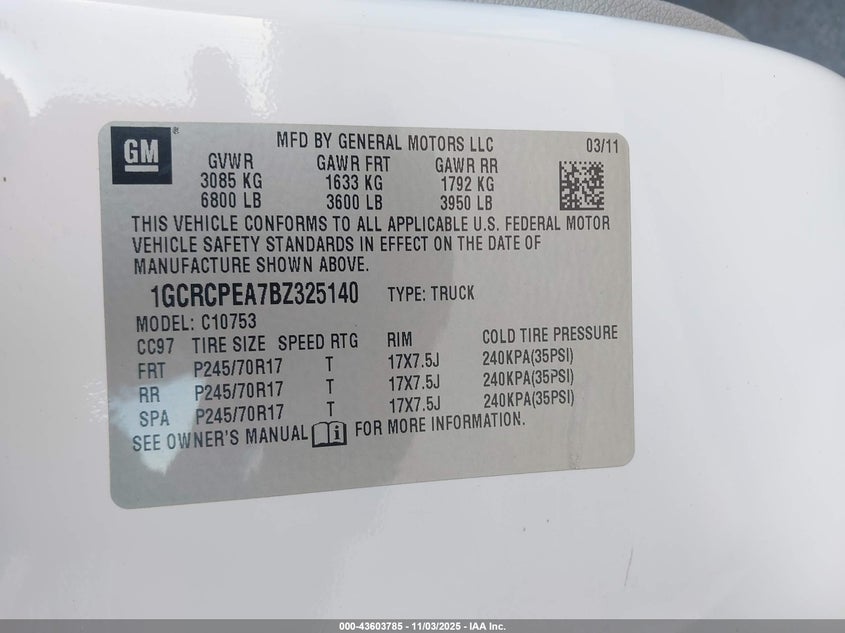 GM ®
MFD BY GENERAL MOTORS LLC 03/11
GVWR GAWR FRT GAWR RR
3085 KG 1633 KG 1792 KG
6800 LB 3600 LB 3950 LB
THIS VEHICLE CONFORMS TO ALL APPLICABLE U.S. FEDERAL MOTOR
VEHICLE SAFETY STANDARDS IN EFFECT ON THE DATE OF
MANUFACTURE SHOWN ABOVE.
1GCRCPEA7BZ325140 TYPE: TRUCK
MODEL: C10753
CC97 TIRE SIZE SPEED RTG RIM COLD TIRE PRESSURE
FRT P245/70R17 T 17X7.5J 240KPA(35PSI)
RR P245/70R17 T 17X7.5J 240KPA(35PSI)
SPA P245/70R17 T 17X7.5J 240KPA(35PSI)
SEE OWNER'S MANUAL FOR MORE INFORMATION.
000-43603785 - 11/03/2025 - IAA Inc.